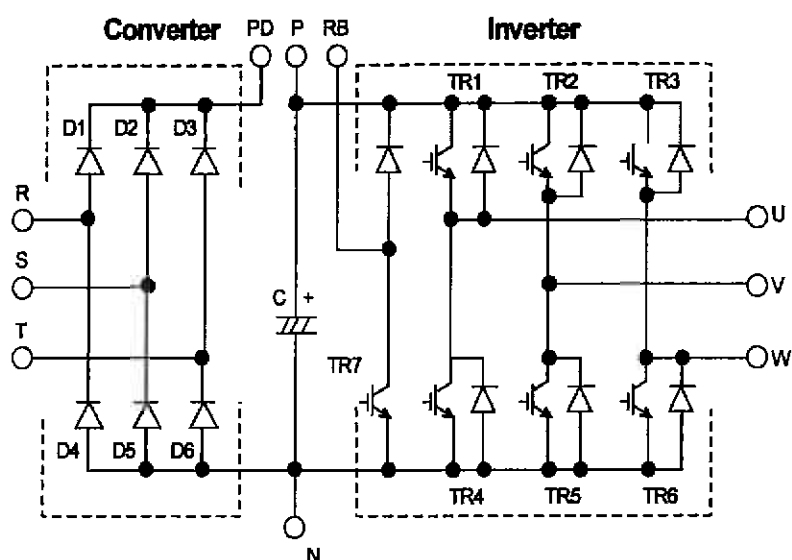 Converter PD P RB Inverter
TR1 TR2 TR3
D1 D2 D3
R
U
S
V
C +
T
TR7
W
D4 D5 D6
TR4 TR5 TR6
N